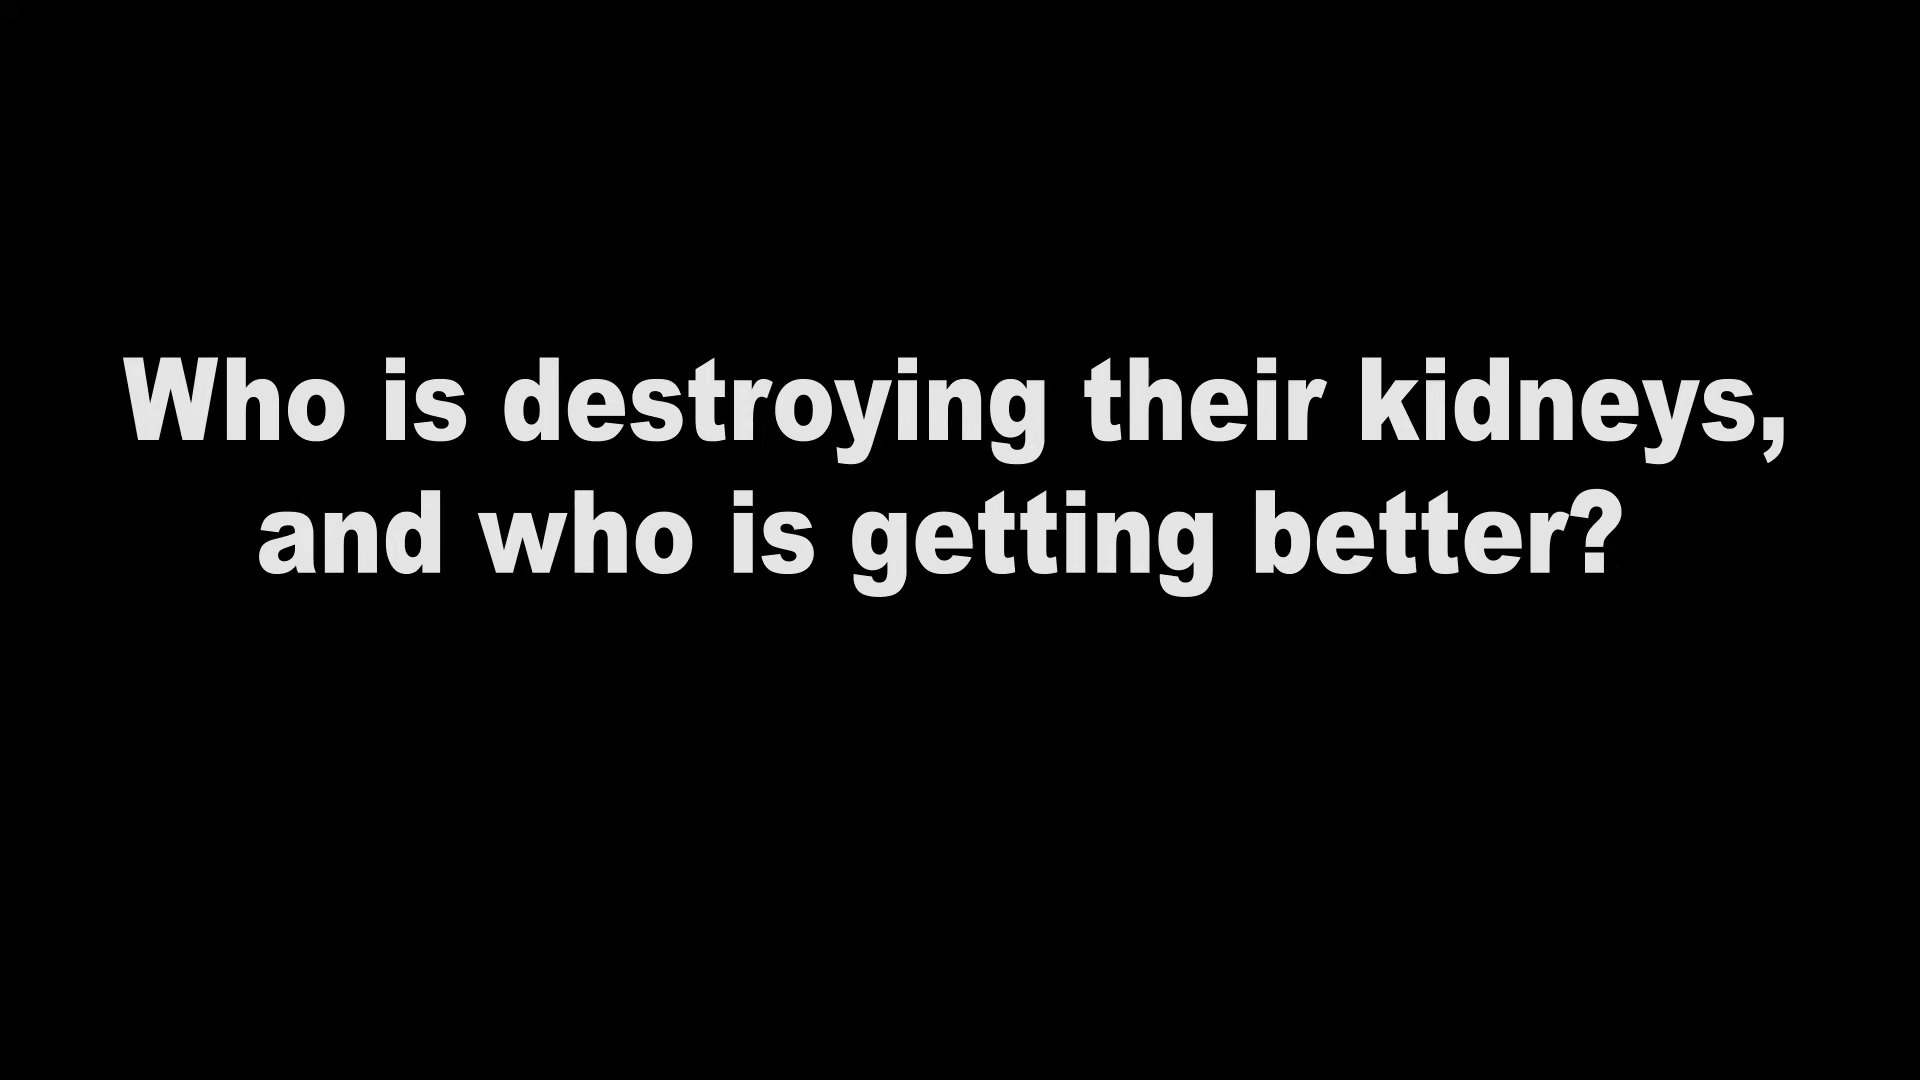 Who is destroying their kidneys,
and who is getting better?